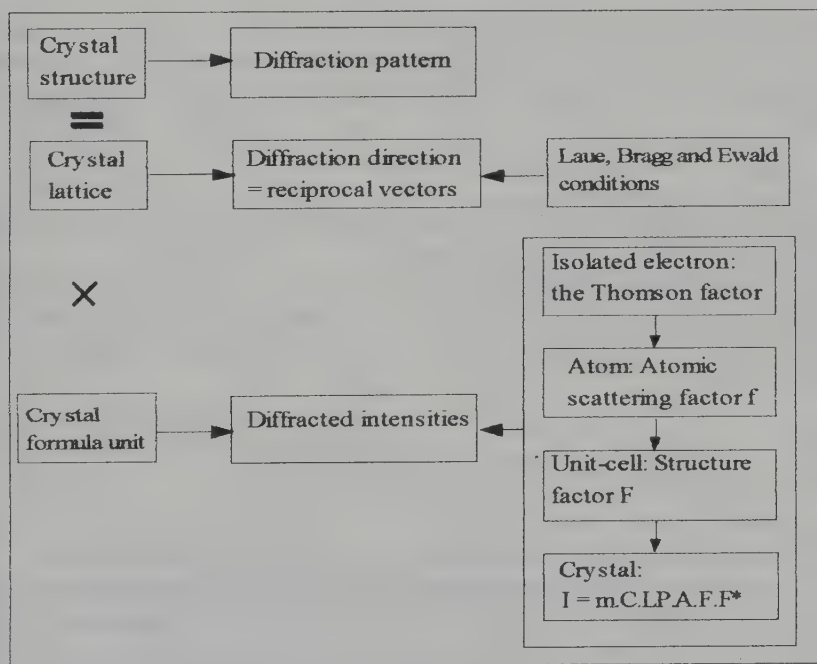 Crystal
structure
Diffraction pattern
=
Crystal
lattice
Diffraction direction
= reciprocal vectors
Laue, Bragg and Ewald
conditions
×
Isolated electron:
the Thomson factor
Atom: Atomic
scattering factor f
Crystal
formula unit
Diffracted intensities
Unit-cell: Structure
factor F
Crystal:
I = m.C.LP.A.F.F*